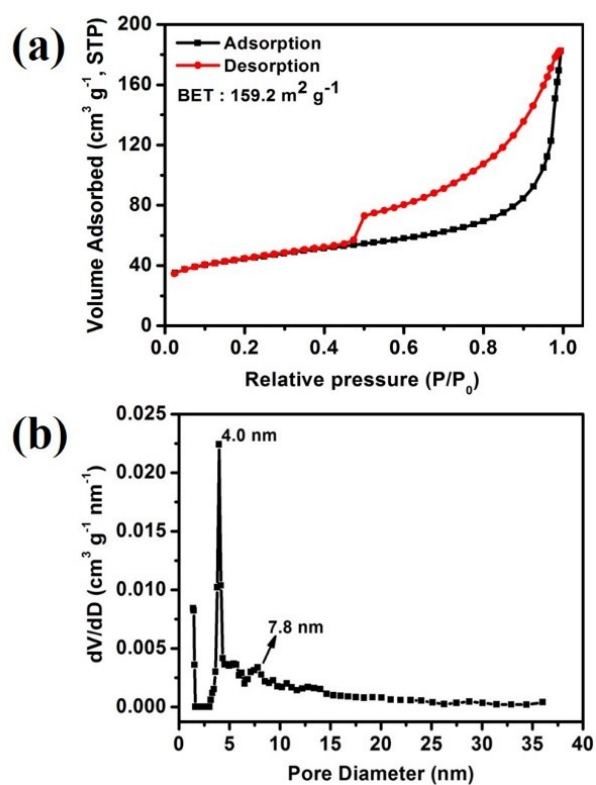 (a)
200
160
120
80
40
0
Volume Adsorbed (cm³ g⁻¹, STP)
Adsorption
Desorption
BET : 159.2 m² g⁻¹
0.0 0.2 0.4 0.6 0.8 1.0
Relative pressure (P/P₀)
(b)
0.025
0.020
0.015
0.010
0.005
0.000
dV/dD (cm³ g⁻¹ nm⁻¹)
4.0 nm
7.8 nm
0 5 10 15 20 25 30 35 40
Pore Diameter (nm)